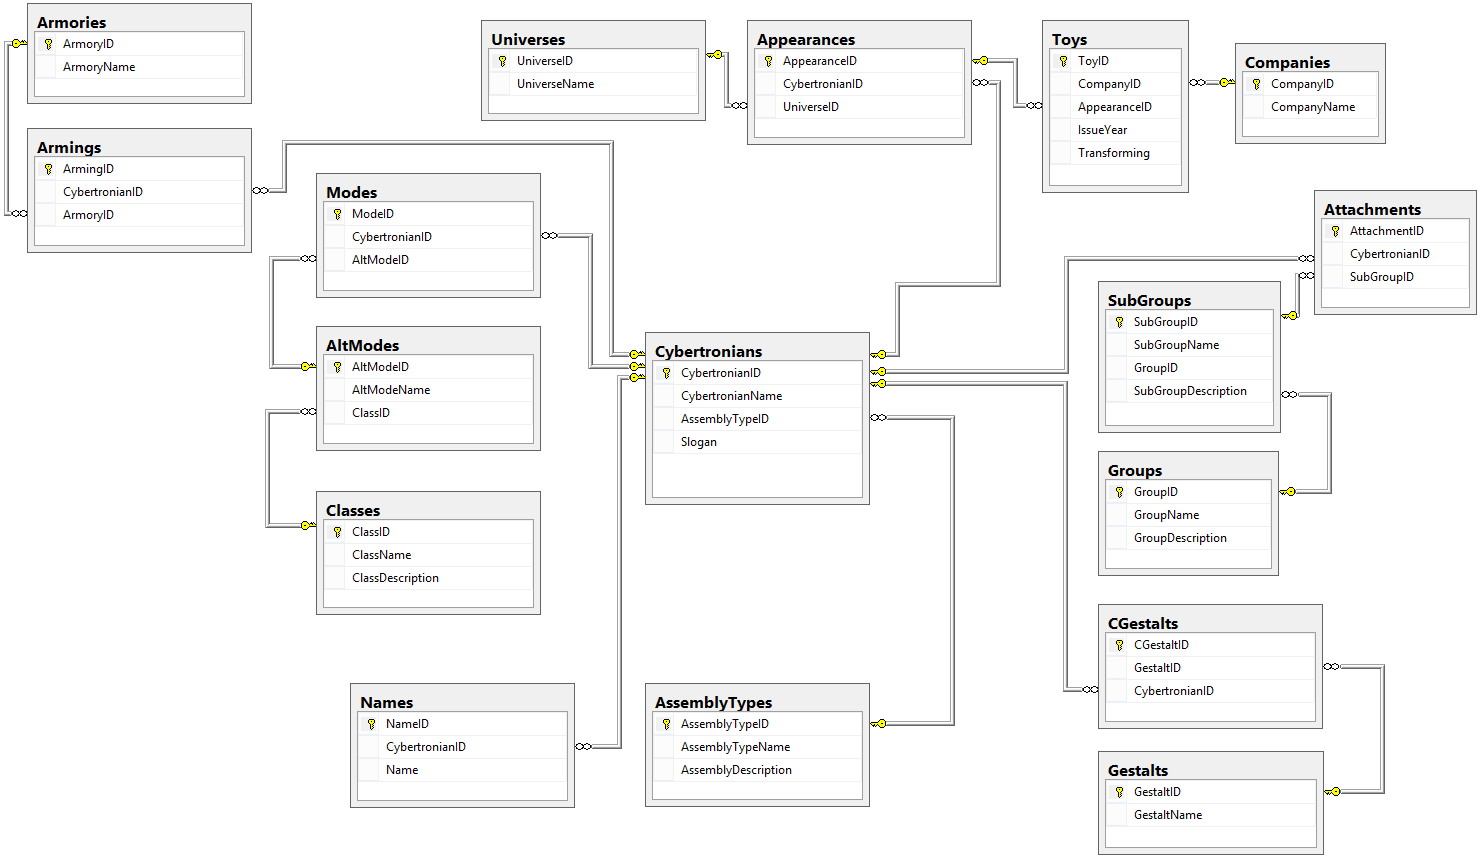 Armories
ArmoryID
ArmoryName
Armings
ArmingID
CybertronianID
ArmoryID
Universes
UniverseID
UniverseName
Appearances
AppearanceID
CybertronianID
UniverseID
Toys
ToyID
CompanyID
AppearanceID
IssueYear
Transforming
Companies
CompanyID
CompanyName
Modes
ModeID
CybertronianID
AltModeID
AltModes
AltModeID
AltModeName
ClassID
Classes
ClassID
ClassName
ClassDescription
Cybertronians
CybertronianID
CybertronianName
AssemblyTypeID
Slogan
Attachments
AttachmentID
CybertronianID
SubGroupID
SubGroups
SubGroupID
SubGroupName
GroupID
SubGroupDescription
Groups
GroupID
GroupName
GroupDescription
Names
NameID
CybertronianID
Name
AssemblyTypes
AssemblyTypeID
AssemblyTypeName
AssemblyDescription
CGestalts
CGestaltID
GestaltID
CybertronianID
Gestalts
GestaltID
GestaltName